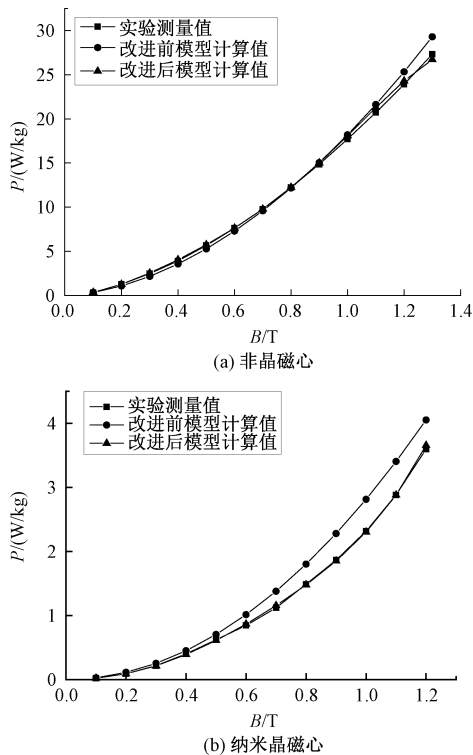 30
25
20
15
10
5
0
P/(W/kg)
实验测量值
改进前模型计算值
改进后模型计算值
0.0 0.2 0.4 0.6 0.8 1.0 1.2 1.4
B/T
(a) 非晶磁心
4
3
2
1
0
P/(W/kg)
实验测量值
改进前模型计算值
改进后模型计算值
0.0 0.2 0.4 0.6 0.8 1.0 1.2
B/T
(b) 纳米晶磁心